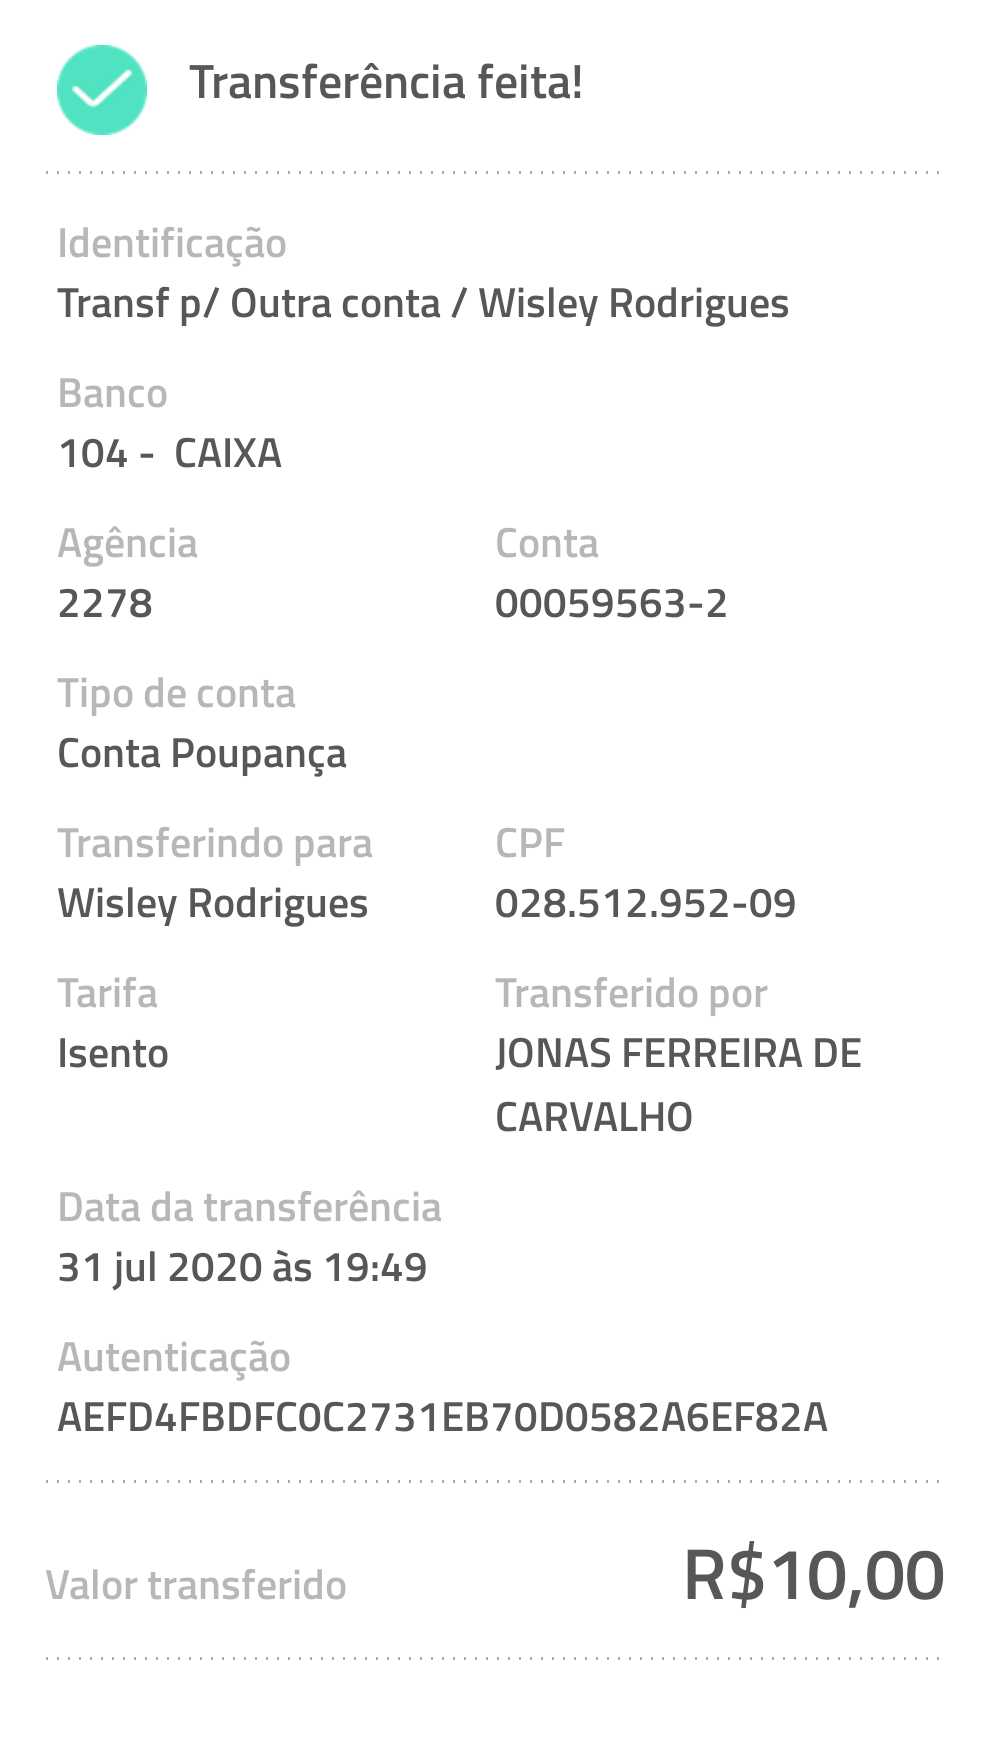 Transferência feita!
Identificação
Transf p/ Outra conta / Wisley Rodrigues
Banco
104 -  CAIXA
Agência
2278
Conta
00059563-2
Tipo de conta
Conta Poupança
Transferindo para
Wisley Rodrigues
CPF
028.512.952-09
Tarifa
Isento
Transferido por
JONAS FERREIRA DE
CARVALHO
Data da transferência
31 jul 2020 às 19:49
Autenticação
AEFD4FBDFC0C2731EB70D0582A6EF82A
Valor transferido
R$10,00